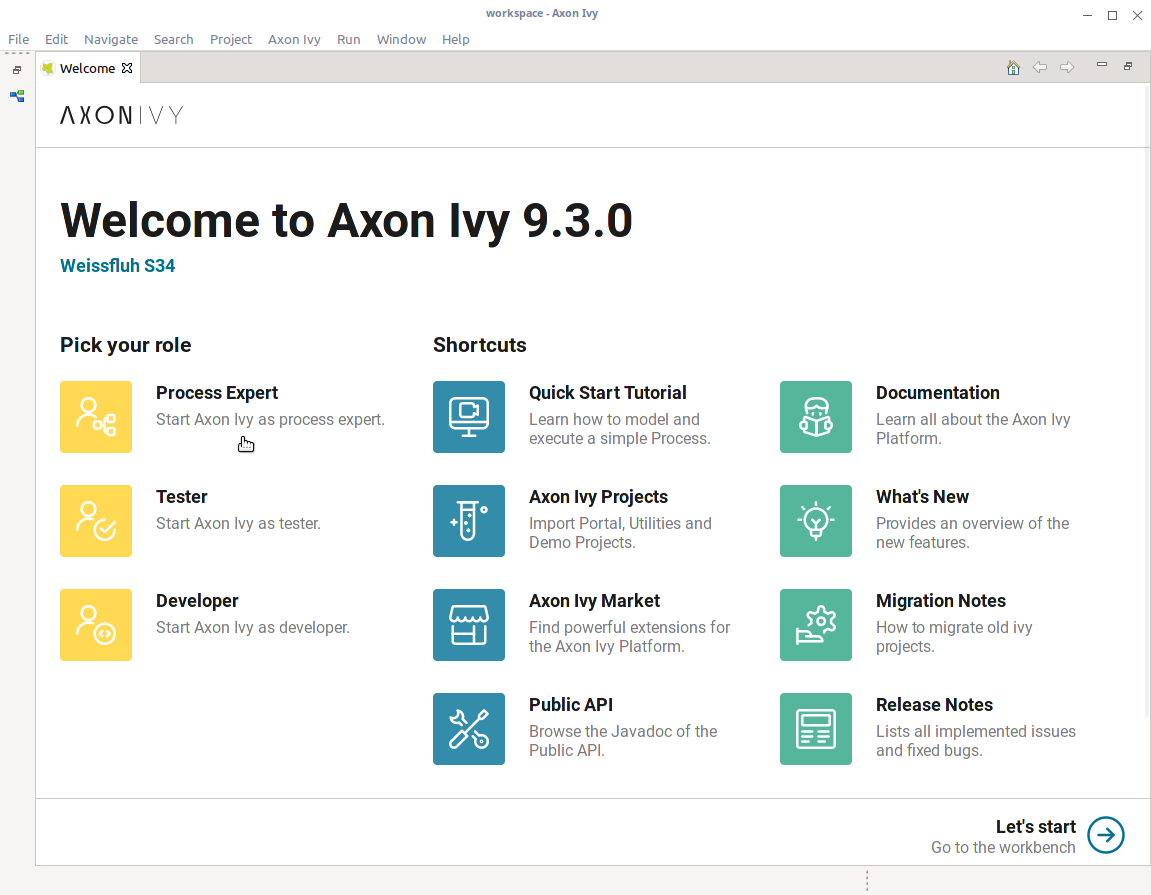 workspace - Axon Ivy
File Edit Navigate Search Project Axon Ivy Run Window Help
Welcome
AXONIVY
Welcome to Axon Ivy 9.3.0
Weissfluh S34
Pick your role
Process Expert
Start Axon Ivy as process expert.
Tester
Start Axon Ivy as tester.
Developer
Start Axon Ivy as developer.
Shortcuts
Quick Start Tutorial
Learn how to model and
execute a simple Process.
Axon Ivy Projects
Import Portal, Utilities and
Demo Projects.
Axon Ivy Market
Find powerful extensions for
the Axon Ivy Platform.
Public API
Browse the Javadoc of the
Public API.
Documentation
Learn all about the Axon Ivy
Platform.
What's New
Provides an overview of the
new features.
Migration Notes
How to migrate old ivy
projects.
Release Notes
Lists all implemented issues
and fixed bugs.
Let's start
Go to the workbench